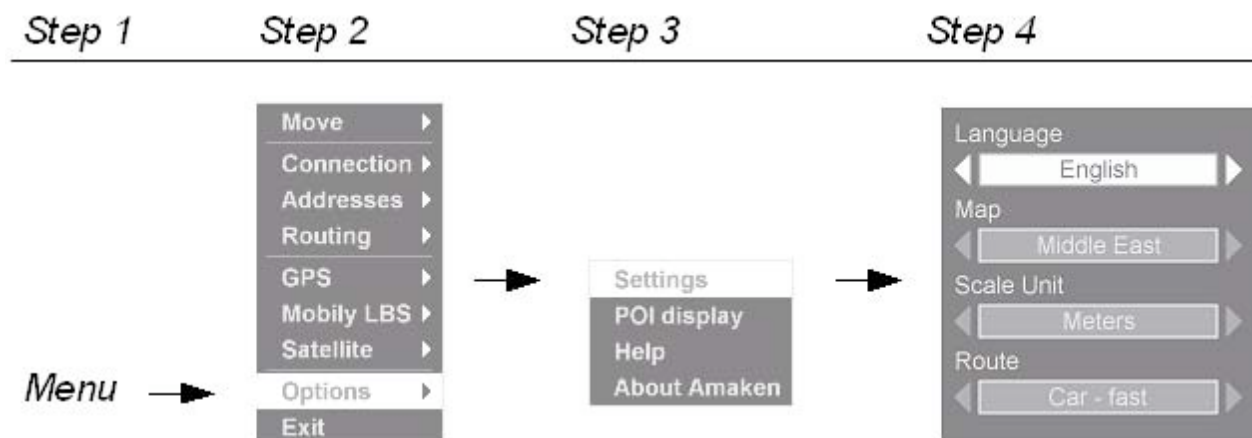 Step 1 Step 2 Step 3 Step 4
Menu
Move
Connection
Addresses
Routing
GPS
Mobily LBS
Satellite
Options
Exit
Settings
POI display
Help
About Amaken
Language
English
Map
Middle East
Scale Unit
Meters
Route
Car - fast